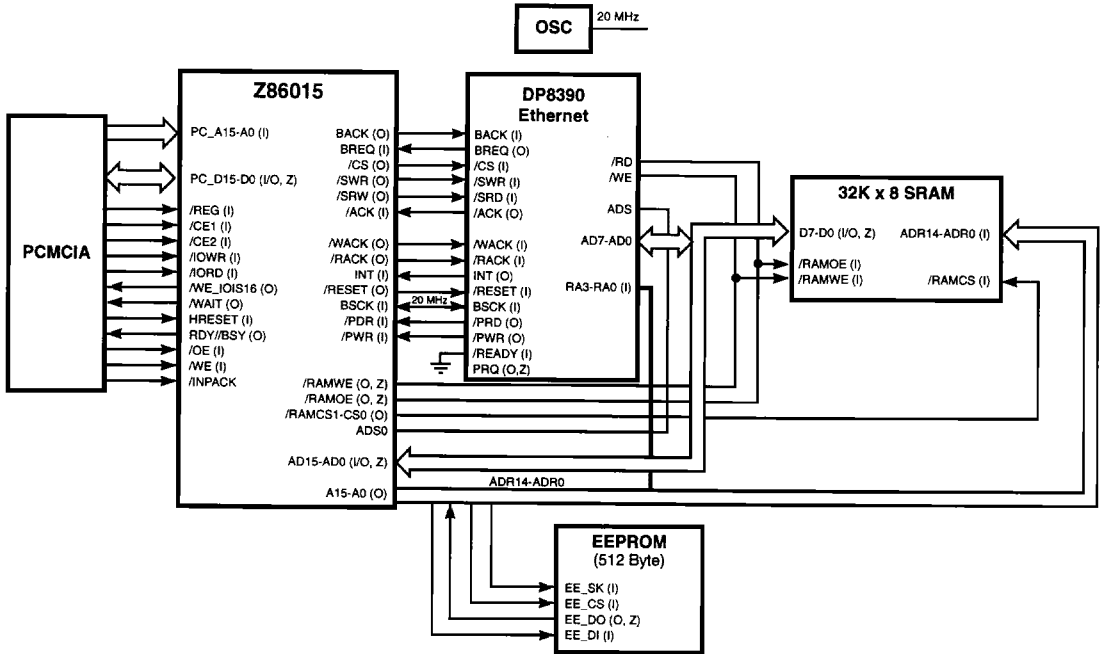 OSC
20 MHz
PCMCIA
Z86015
PC_A15-A0 (I)
PC_D15-D0 (I/O, Z)
/REG (I)
/CE1 (I)
/CE2 (I)
/IOWR (I)
/IORD (I)
/WE_IOIS16 (O)
/WAIT (O)
HRESET (I)
RDY//BSY (O)
/OE (I)
/WE (I)
/INPACK
BACK (O)
BREQ (I)
/CS (O)
/SWR (O)
/SRW (O)
/ACK (I)
/WACK (O)
/RACK (O)
INT (I)
/RESET (O)
BSCK (I)
/PDR (I)
/PWR (I)
/RAMWE (O, Z)
/RAMOE (O, Z)
/RAMCS1-CS0 (O)
ADS0
AD15-AD0 (I/O, Z)
A15-A0 (O)
20 MHz
DP8390
Ethernet
BACK (I)
BREQ (O)
/CS (I)
/SWR (I)
/SRD (I)
/ACK (O)
/WACK (I)
/RACK (I)
INT (O)
/RESET (I)
BSCK (I)
/PRD (O)
/PWR (O)
/READY (I)
PRQ (O,Z)
/RD
/WE
ADS
AD7-AD0
RA3-RA0 (I)
32K x 8 SRAM
D7-D0 (I/O, Z)
ADR14-ADR0 (I)
/RAMOE (I)
/RAMWE (I)
/RAMCS (I)
ADR14-ADR0
EEPROM
(512 Byte)
EE_SK (I)
EE_CS (I)
EE_DO (O, Z)
EE_DI (I)